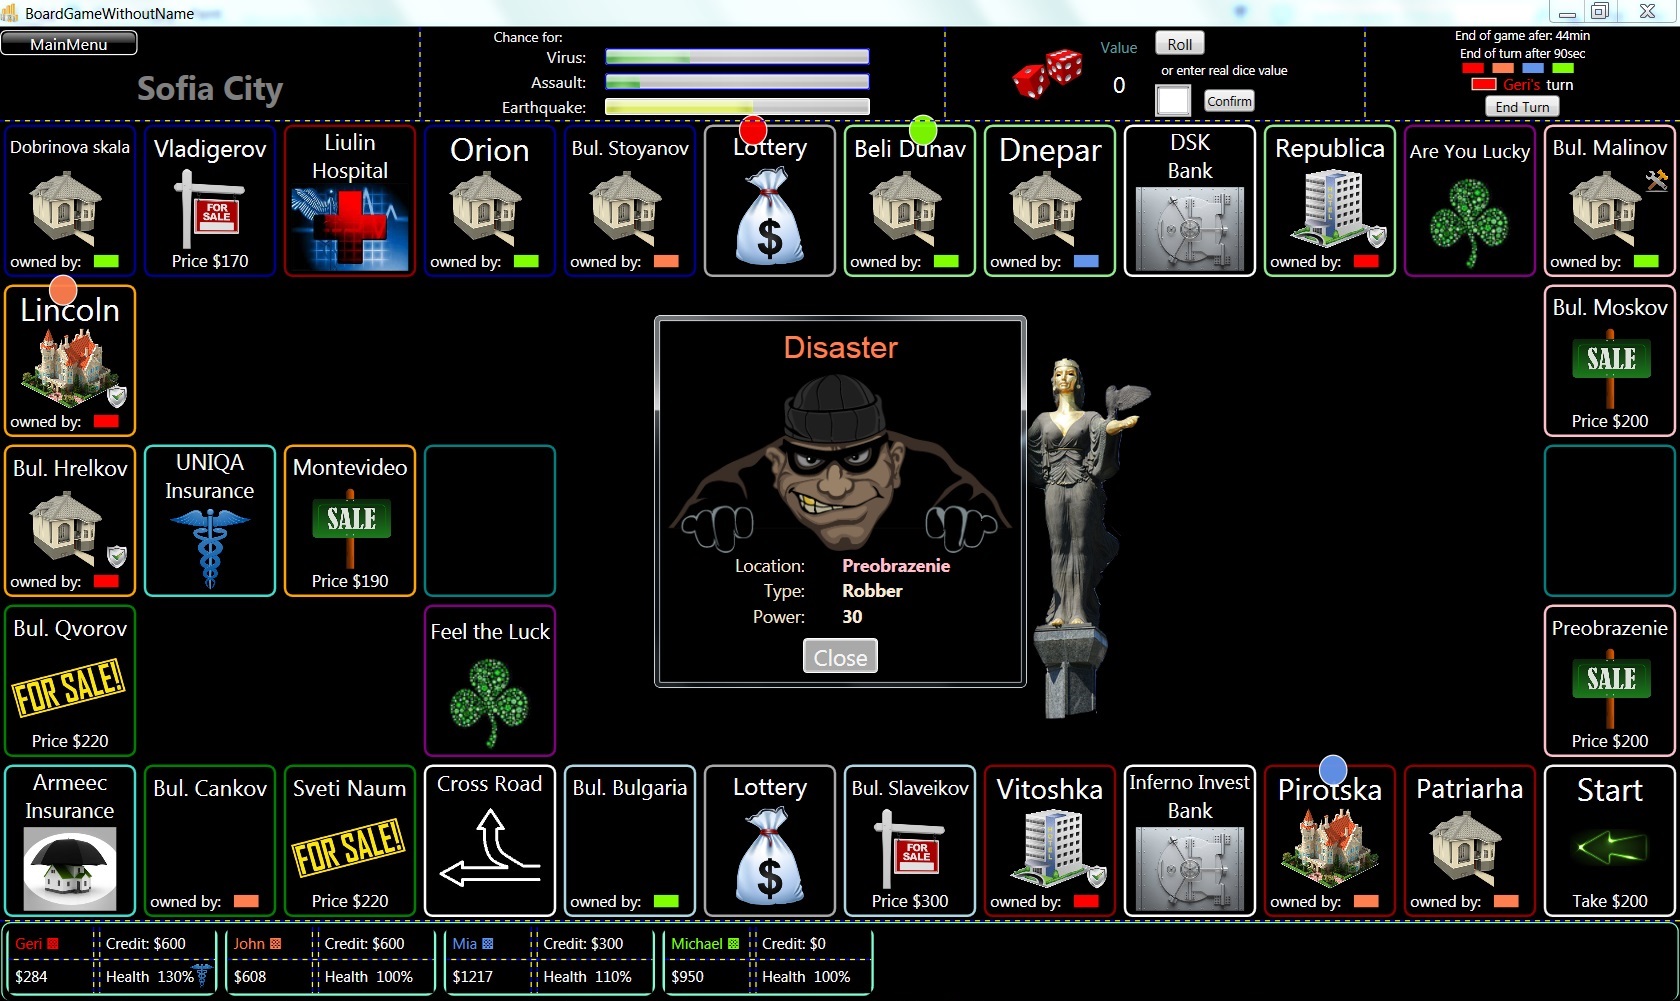 BoardGameWithoutName
MainMenu
Sofia City
Chance for:
Virus:
Assault:
Earthquake:
Value
0
Roll
or enter real dice value
Confirm
End of game afer: 44min
End of turn after 90sec
Geri's turn
End Turn
Dobrinova skala
owned by:
Vladigerov
FOR SALE
Price $170
Liulin
Hospital
Orion
owned by:
Bul. Stoyanov
owned by:
Lottery
$
Beli Dunav
owned by:
Dnepar
owned by:
DSK
Bank
Republica
owned by:
Are You Lucky
Bul. Malinov
owned by:
Lincoln
owned by:
Bul. Moskov
SALE
Price $200
Disaster
Location: Preobrazenie
Type: Robber
Power: 30
Close
Bul. Hrelkov
owned by:
UNIQA
Insurance
Montevideo
SALE
Price $190
Bul. Qvorov
FOR SALE!
Price $220
Feel the Luck
Preobrazenie
SALE
Price $200
Armeec
Insurance
Bul. Cankov
owned by:
Sveti Naum
FOR SALE!
Price $220
Cross Road
Bul. Bulgaria
owned by:
Lottery
$
Bul. Slaveikov
FOR SALE
Price $300
Vitoshka
owned by:
Inferno Invest
Bank
Pirotska
owned by:
Patriarha
owned by:
Start
Take $200
Geri Credit: $600
$284 Health 130%
John Credit: $600
$608 Health 100%
Mia Credit: $300
$1217 Health 110%
Michael Credit: $0
$950 Health 100%